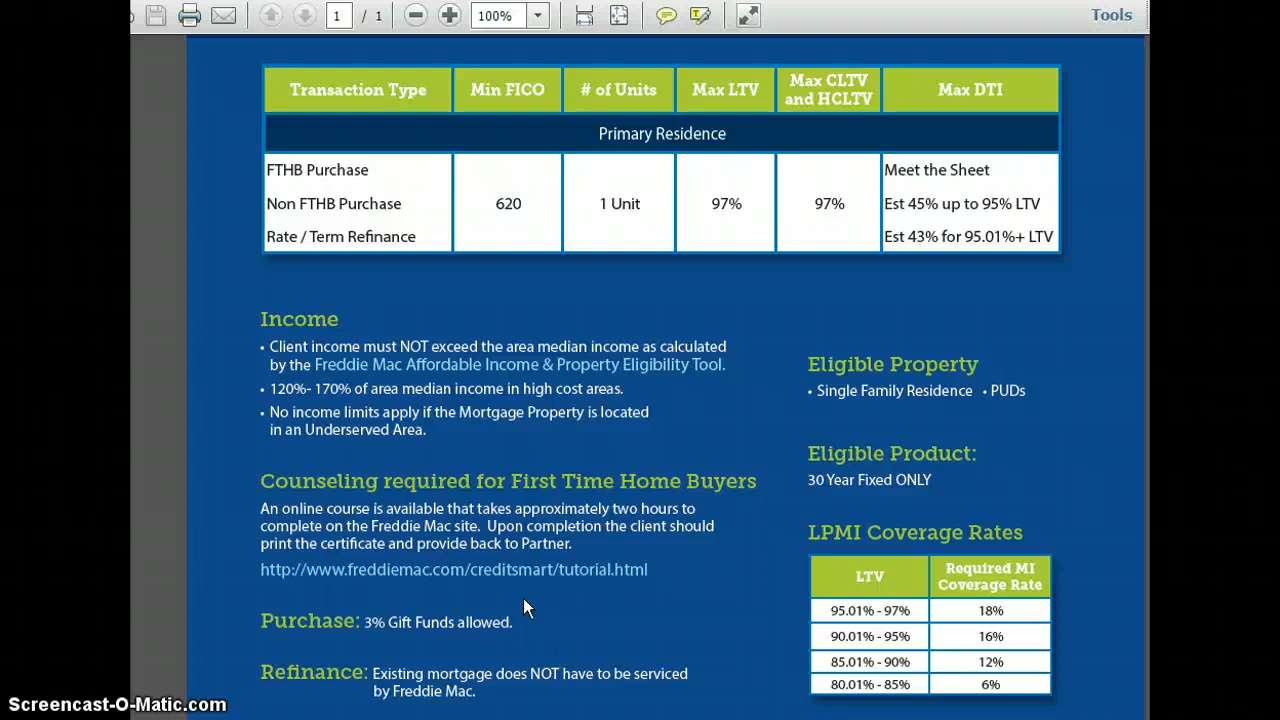 1 / 1
100%
Tools
Transaction Type Min FICO # of Units Max LTV Max CLTV and HCLTV Max DTI
Primary Residence
FTHB Purchase Meet the Sheet
Non FTHB Purchase 620 1 Unit 97% 97% Est 45% up to 95% LTV
Rate / Term Refinance Est 43% for 95.01%+ LTV
Income
• Client income must NOT exceed the area median income as calculated
by the Freddie Mac Affordable Income & Property Eligibility Tool.
• 120%- 170% of area median income in high cost areas.
• No income limits apply if the Mortgage Property is located
in an Underserved Area.
Counseling required for First Time Home Buyers
An online course is available that takes approximately two hours to
complete on the Freddie Mac site. Upon completion the client should
print the certificate and provide back to Partner.
http://www.freddiemac.com/creditsmart/tutorial.html
Purchase: 3% Gift Funds allowed.
Refinance: Existing mortgage does NOT have to be serviced
by Freddie Mac.
Eligible Property
• Single Family Residence • PUDs
Eligible Product:
30 Year Fixed ONLY
LPMI Coverage Rates
LTV Required MI Coverage Rate
95.01% - 97% 18%
90.01% - 95% 16%
85.01% - 90% 12%
80.01% - 85% 6%
Screencast-O-Matic.com